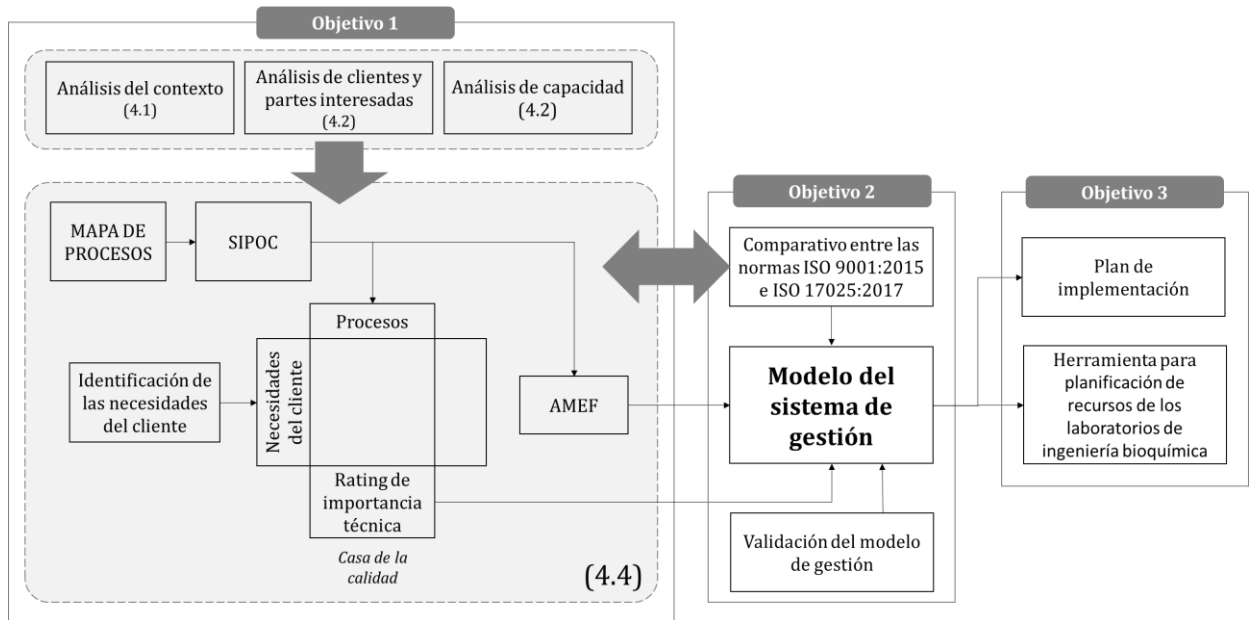 Objetivo 1
Análisis del contexto
(4.1)
Análisis de clientes y
partes interesadas
(4.2)
Análisis de capacidad
(4.2)
MAPA DE
PROCESOS
SIPOC
Procesos
Identificación de
las necesidades
del cliente
Necesidades
del cliente
AMEF
Rating de
importancia
técnica
Casa de la
calidad
(4.4)
Objetivo 2
Comparativo entre las
normas ISO 9001:2015
e ISO 17025:2017
Modelo del
sistema de
gestión
Validación del modelo
de gestión
Objetivo 3
Plan de
implementación
Herramienta para
planificación de
recursos de los
laboratorios de
ingeniería bioquímica